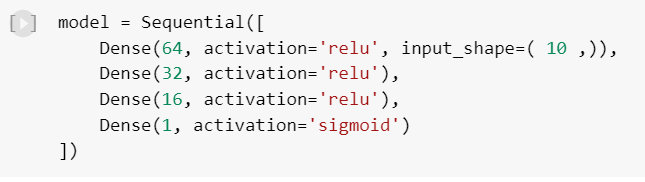 model = Sequential([
    Dense(64, activation='relu', input_shape=( 10 ,)),
    Dense(32, activation='relu'),
    Dense(16, activation='relu'),
    Dense(1, activation='sigmoid')
])